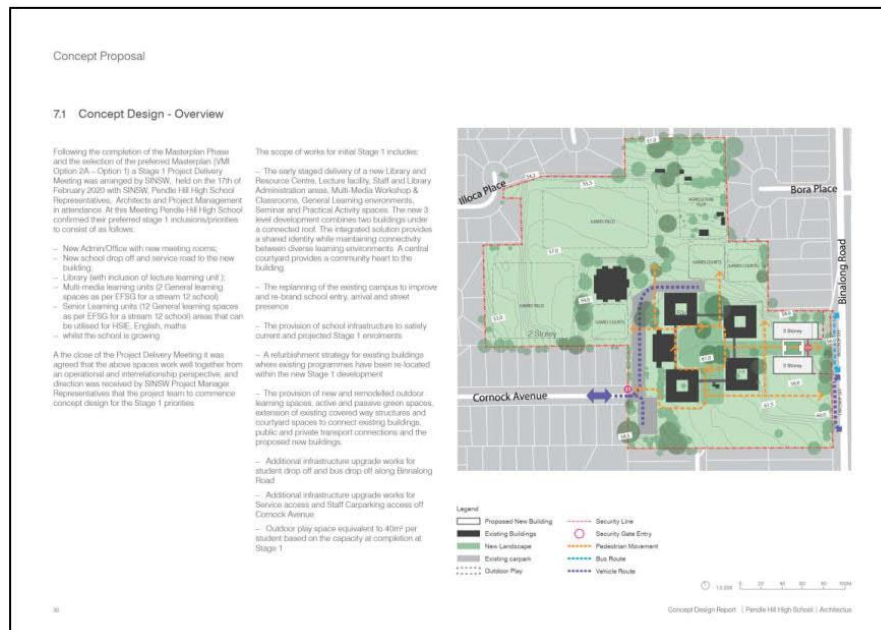 Concept Proposal
7.1 Concept Design - Overview
Following the completion of the Masterplan Phase
and the selection of the preferred Masterplan (VMI
Option 2A – Option 1) a Stage 1 Project Delivery
Meeting was arranged by SINSW, held on the 17th of
February 2020 with SINSW, Pendle Hill High School
Representatives, Architects and Project Management
in attendance. At this Meeting Pendle Hill High School
confirmed their preferred stage 1 inclusions/priorities
to consist of as follows:
– New Admin/Office with new meeting rooms;
– New school drop off and service road to the new
building;
– Library (with inclusion of lecture learning unit );
– Multi-media learning units (2 General learning
spaces as per EFSG for a stream 12 school)
– Senior Learning units (12 General learning spaces
as per EFSG for a stream 12 school) areas that can
be utilised for HSIE, English, maths
– whilst the school is growing
A the close of the Project Delivery Meeting it was
agreed that the above spaces work well together from
an operational and interrelationship perspective, and
direction was received by SINSW Project Manager
Representatives that the project team to commence
concept design for the Stage 1 priorities
The scope of works for initial Stage 1 includes:
– The early staged delivery of a new Library and
Resource Centre, Lecture facility, Staff and Library
Administration areas, Multi-Media Workshop &
Classrooms, General Learning environments,
Seminar and Practical Activity spaces. The new 3
level development combines two buildings under
a connected roof. The integrated solution provides
a shared identity while maintaining connectivity
between diverse learning environments A central
courtyard provides a community heart to the
building
– The replanning of the existing campus to improve
and re-brand school entry, arrival and street
presence
– The provision of school infrastructure to satisfy
current and projected Stage 1 enrolments
– A refurbishment strategy for existing buildings
where existing programmes have been re-located
within the new Stage 1 development
– The provision of new and remodelled outdoor
learning spaces, active and passive green spaces,
extension of existing covered way structures and
courtyard spaces to connect existing buildings,
public and private transport connections and the
proposed new buildings.
– Additional infrastructure upgrade works for
student drop off and bus drop off along Binnalong
Road
– Additional infrastructure upgrade works for
Service access and Staff Carparking access off
Cornock Avenue
– Outdoor play space equivalent to 40m² per
student based on the capacity at completion at
Stage 1
Illoca Place
Bora Place
Binalong Road
Cornock Avenue
AGRICULTURE
GAMES FIELD
GAMES COURTS
GAMES COURTS
GAMES FIELD
GAMES COURTS
2 Storey
3 Storey
3 Storey
Legend
Proposed New Building
Existing Buildings
New Landscape
Existing carpark
Outdoor Play
Security Line
Security Gate Entry
Pedestrian Movement
Bus Route
Vehicle Route
0 20 40 60 80 100m
Concept Design Report | Pendle Hill High School | Architectus